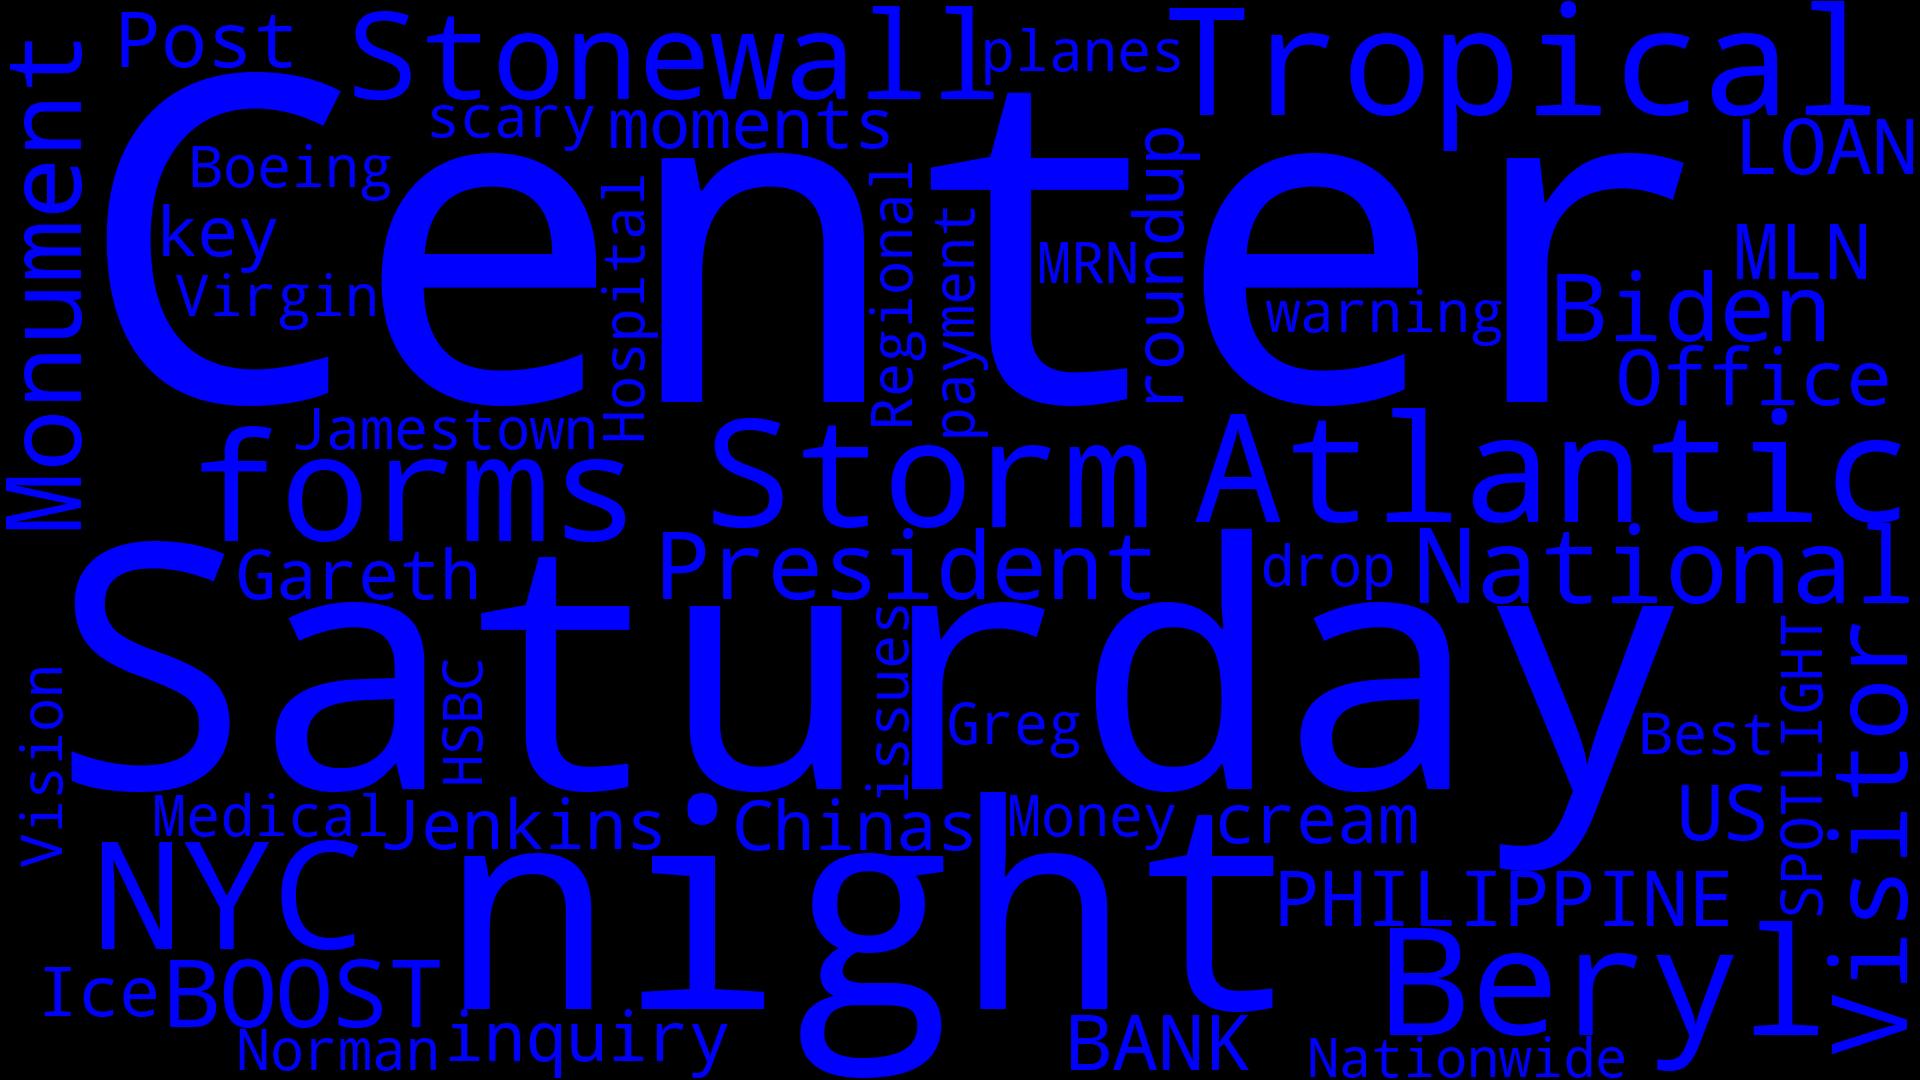 Post
Stonewall
planes
Tropical
Monument
scary
moments
LOAN
Center
Boeing
key
Virgin
Hospital
Regional
payment
MRN
roundup
warning
MLN
Biden
Office
Jamestown
forms
Storm
Atlantic
Gareth
President
drop
National
Saturday
Vision
HSBC
issues
Greg
Best
SPOTLIGHT
Visitor
US
Medical
Jenkins
Chinas
Money
cream
NYC
night
PHILIPPINE
Ice
BOOST
Beryl
Norman
inquiry
BANK
Nationwide